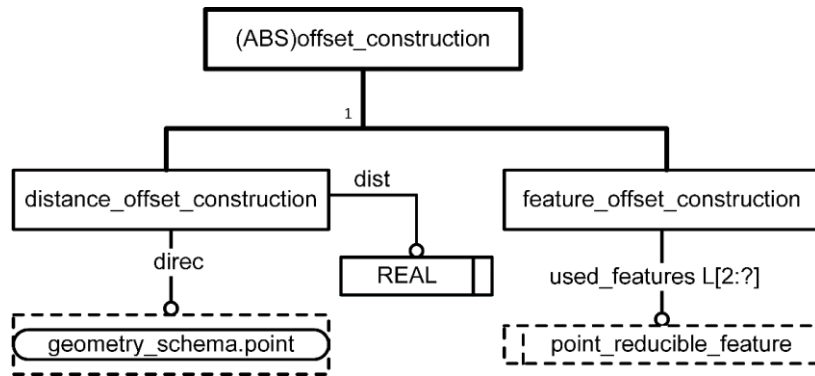 (ABS)offset_construction
1
distance_offset_construction
dist
feature_offset_construction
direc
REAL
used_features L[2:?]
geometry_schema.point
point_reducible_feature